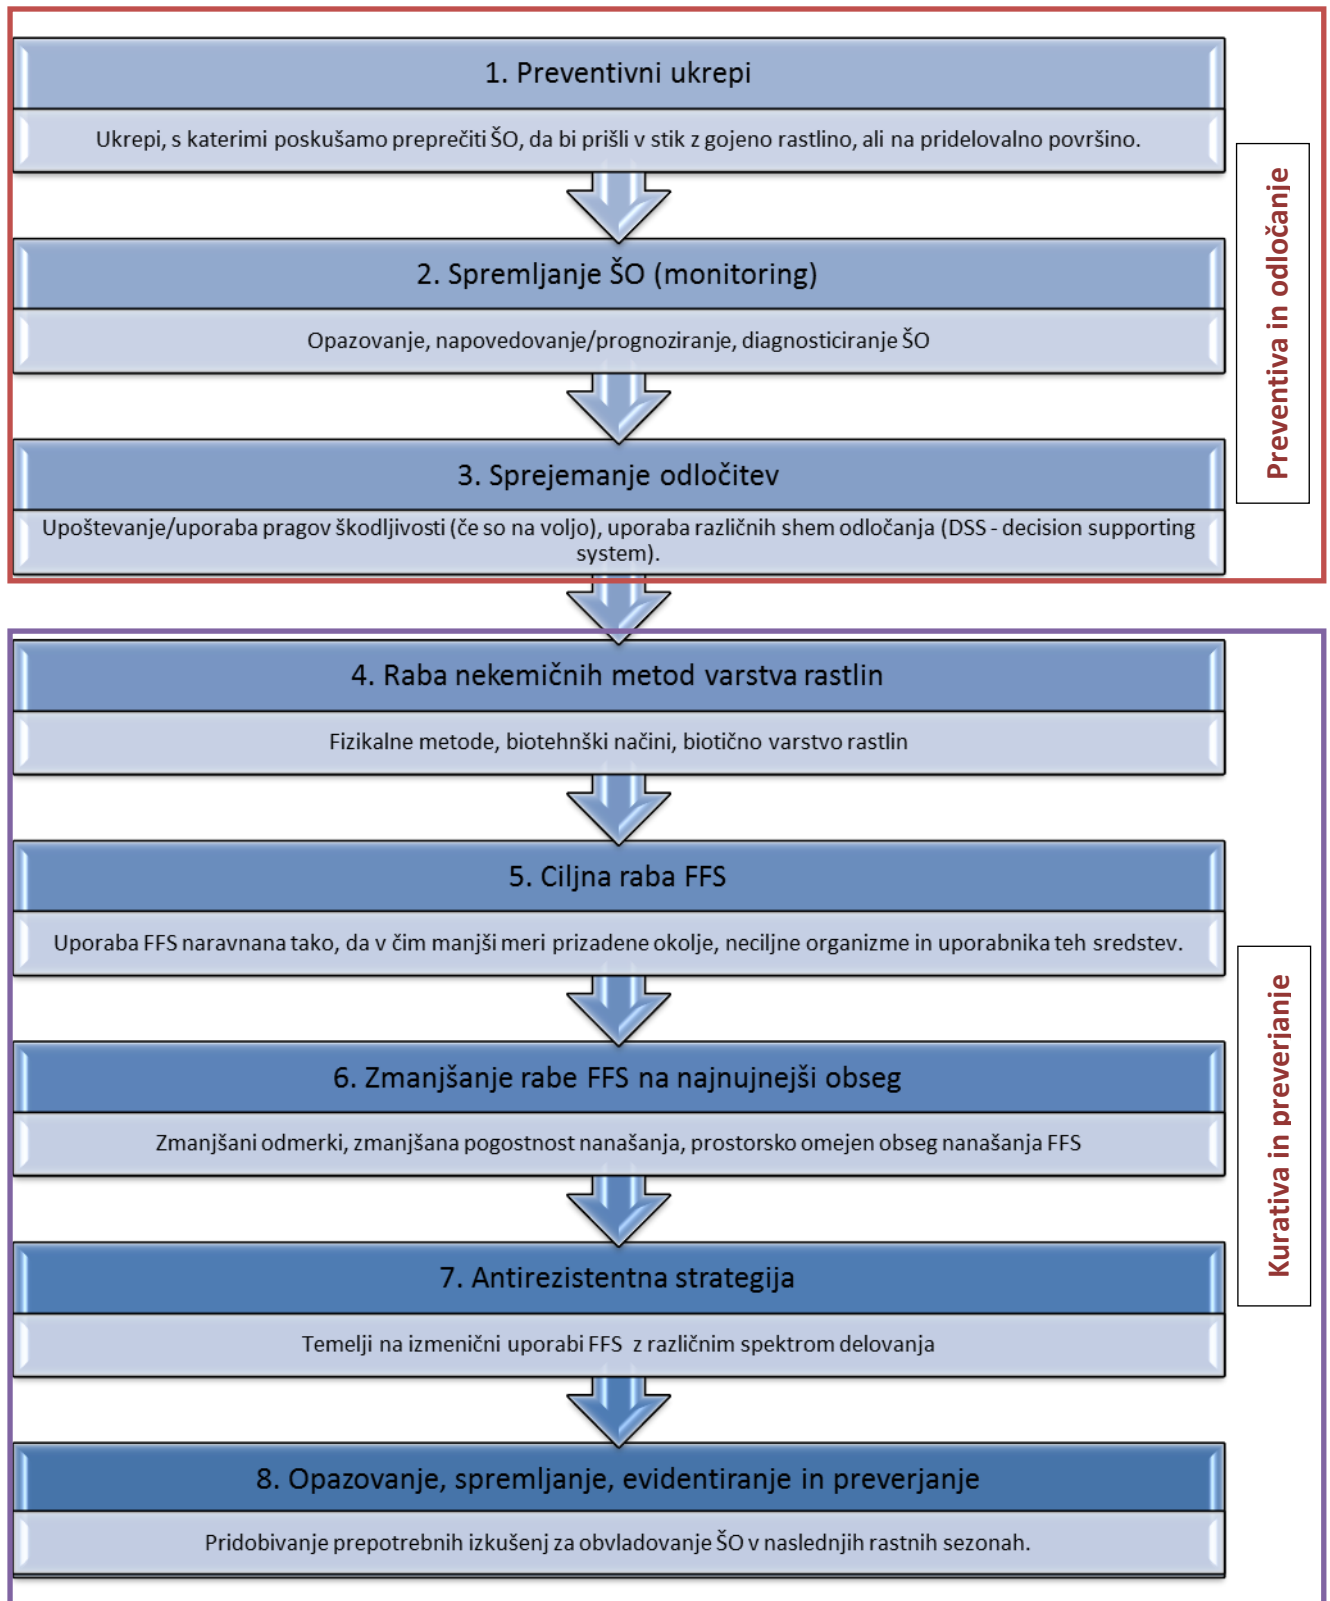 1. Preventivni ukrepi
Ukrepi, s katerimi poskušamo preprečiti ŠO, da bi prišli v stik z gojeno rastlino, ali na pridelovalno površino.
2. Spremljanje ŠO (monitoring)
Opazovanje, napovedovanje/prognoziranje, diagnosticiranje ŠO
3. Sprejemanje odločitev
Upoštevanje/uporaba pragov škodljivosti (če so na voljo), uporaba različnih shem odločanja (DSS - decision supporting
system).
Preventiva in odločanje
4. Raba nekemičnih metod varstva rastlin
Fizikalne metode, biotehnški načini, biotično varstvo rastlin
5. Ciljna raba FFS
Uporaba FFS naravnana tako, da v čim manjši meri prizadene okolje, neciljne organizme in uporabnika teh sredstev.
6. Zmanjšanje rabe FFS na najnujnejši obseg
Zmanjšani odmerki, zmanjšana pogostnost nanašanja, prostorsko omejen obseg nanašanja FFS
7. Antirezistentna strategija
Temelji na izmenični uporabi FFS z različnim spektrom delovanja
8. Opazovanje, spremljanje, evidentiranje in preverjanje
Pridobivanje prepotrebnih izkušenj za obvladovanje ŠO v naslednjih rastnih sezonah.
Kurativa in preverjanje